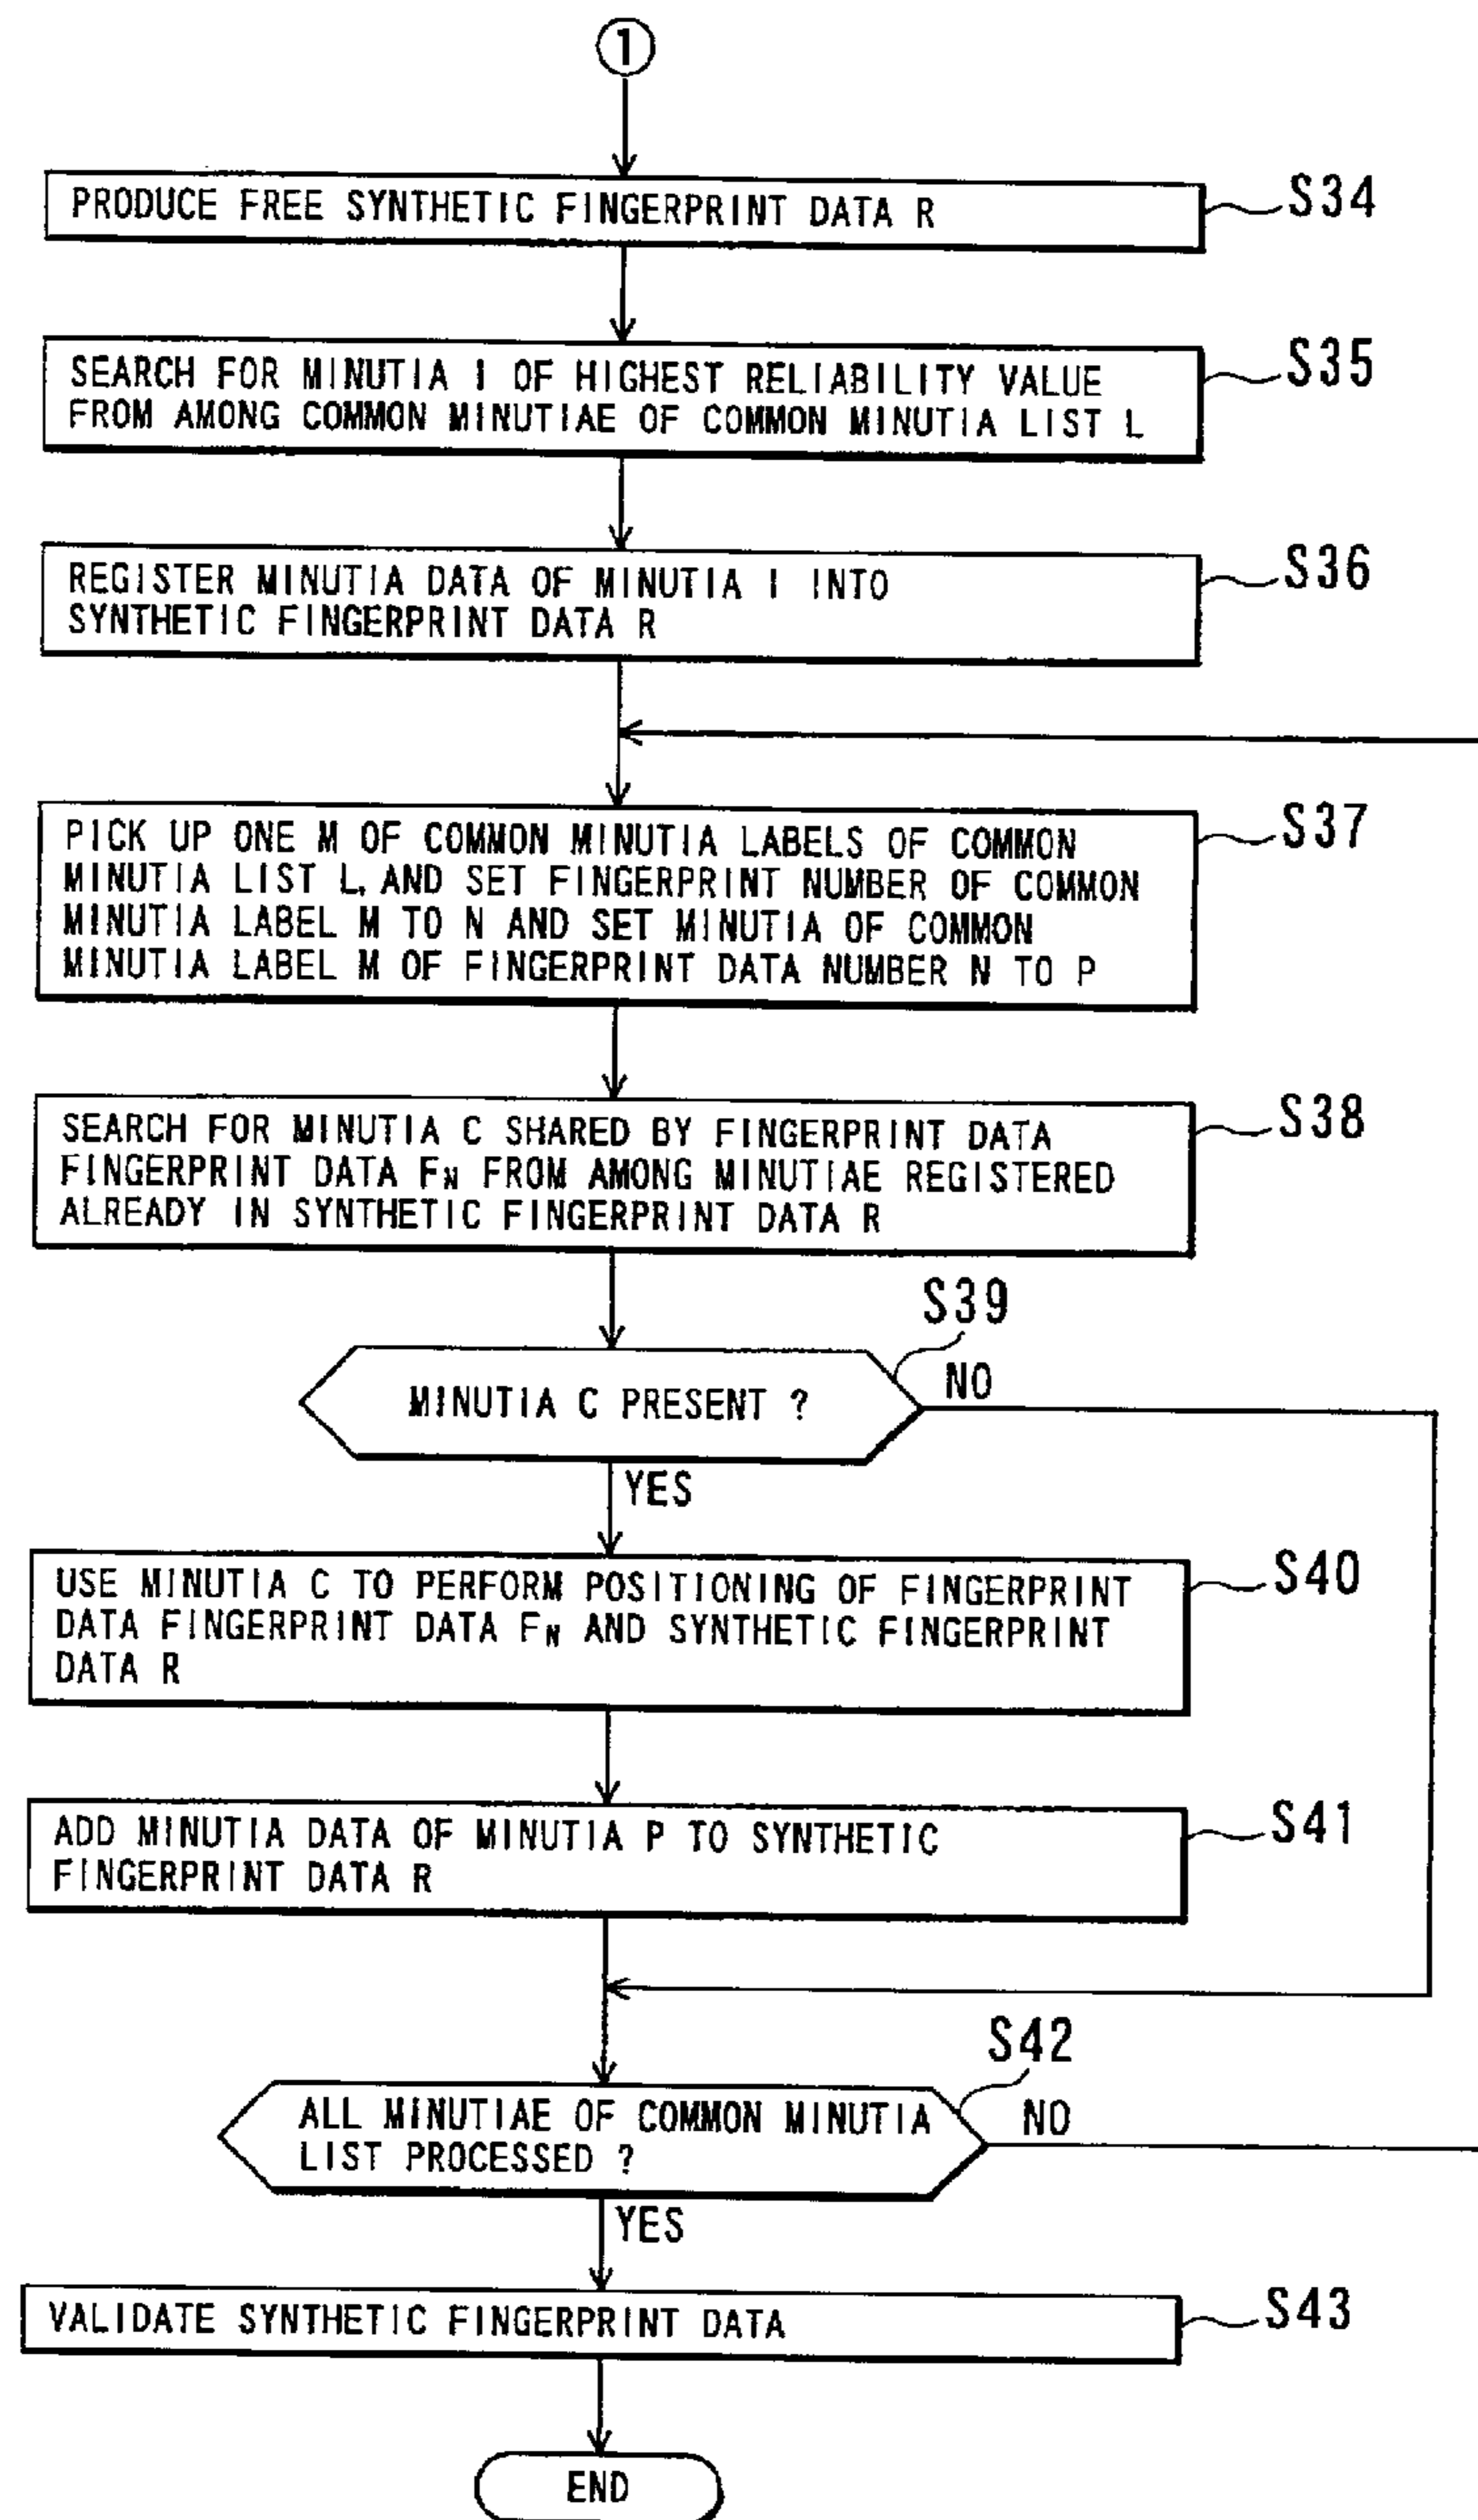 1
PRODUCE FREE SYNTHETIC FINGERPRINT DATA R
S34
SEARCH FOR MINUTIA I OF HIGHEST RELIABILITY VALUE
FROM AMONG COMMON MINUTIAE OF COMMON MINUTIA LIST L
S35
REGISTER MINUTIA DATA OF MINUTIA I INTO
SYNTHETIC FINGERPRINT DATA R
S36
PICK UP ONE M OF COMMON MINUTIA LABELS OF COMMON
MINUTIA LIST L, AND SET FINGERPRINT NUMBER OF COMMON
MINUTIA LABEL M TO N AND SET MINUTIA OF COMMON
MINUTIA LABEL M OF FINGERPRINT DATA NUMBER N TO P
S37
SEARCH FOR MINUTIA C SHARED BY FINGERPRINT DATA
FINGERPRINT DATA FN FROM AMONG MINUTIAE REGISTERED
ALREADY IN SYNTHETIC FINGERPRINT DATA R
S38
S39
MINUTIA C PRESENT ?
NO
YES
USE MINUTIA C TO PERFORM POSITIONING OF FINGERPRINT
DATA FINGERPRINT DATA FN AND SYNTHETIC FINGERPRINT
DATA R
S40
ADD MINUTIA DATA OF MINUTIA P TO SYNTHETIC
FINGERPRINT DATA R
S41
S42
ALL MINUTIAE OF COMMON MINUTIA
LIST PROCESSED ?
NO
YES
VALIDATE SYNTHETIC FINGERPRINT DATA
S43
END